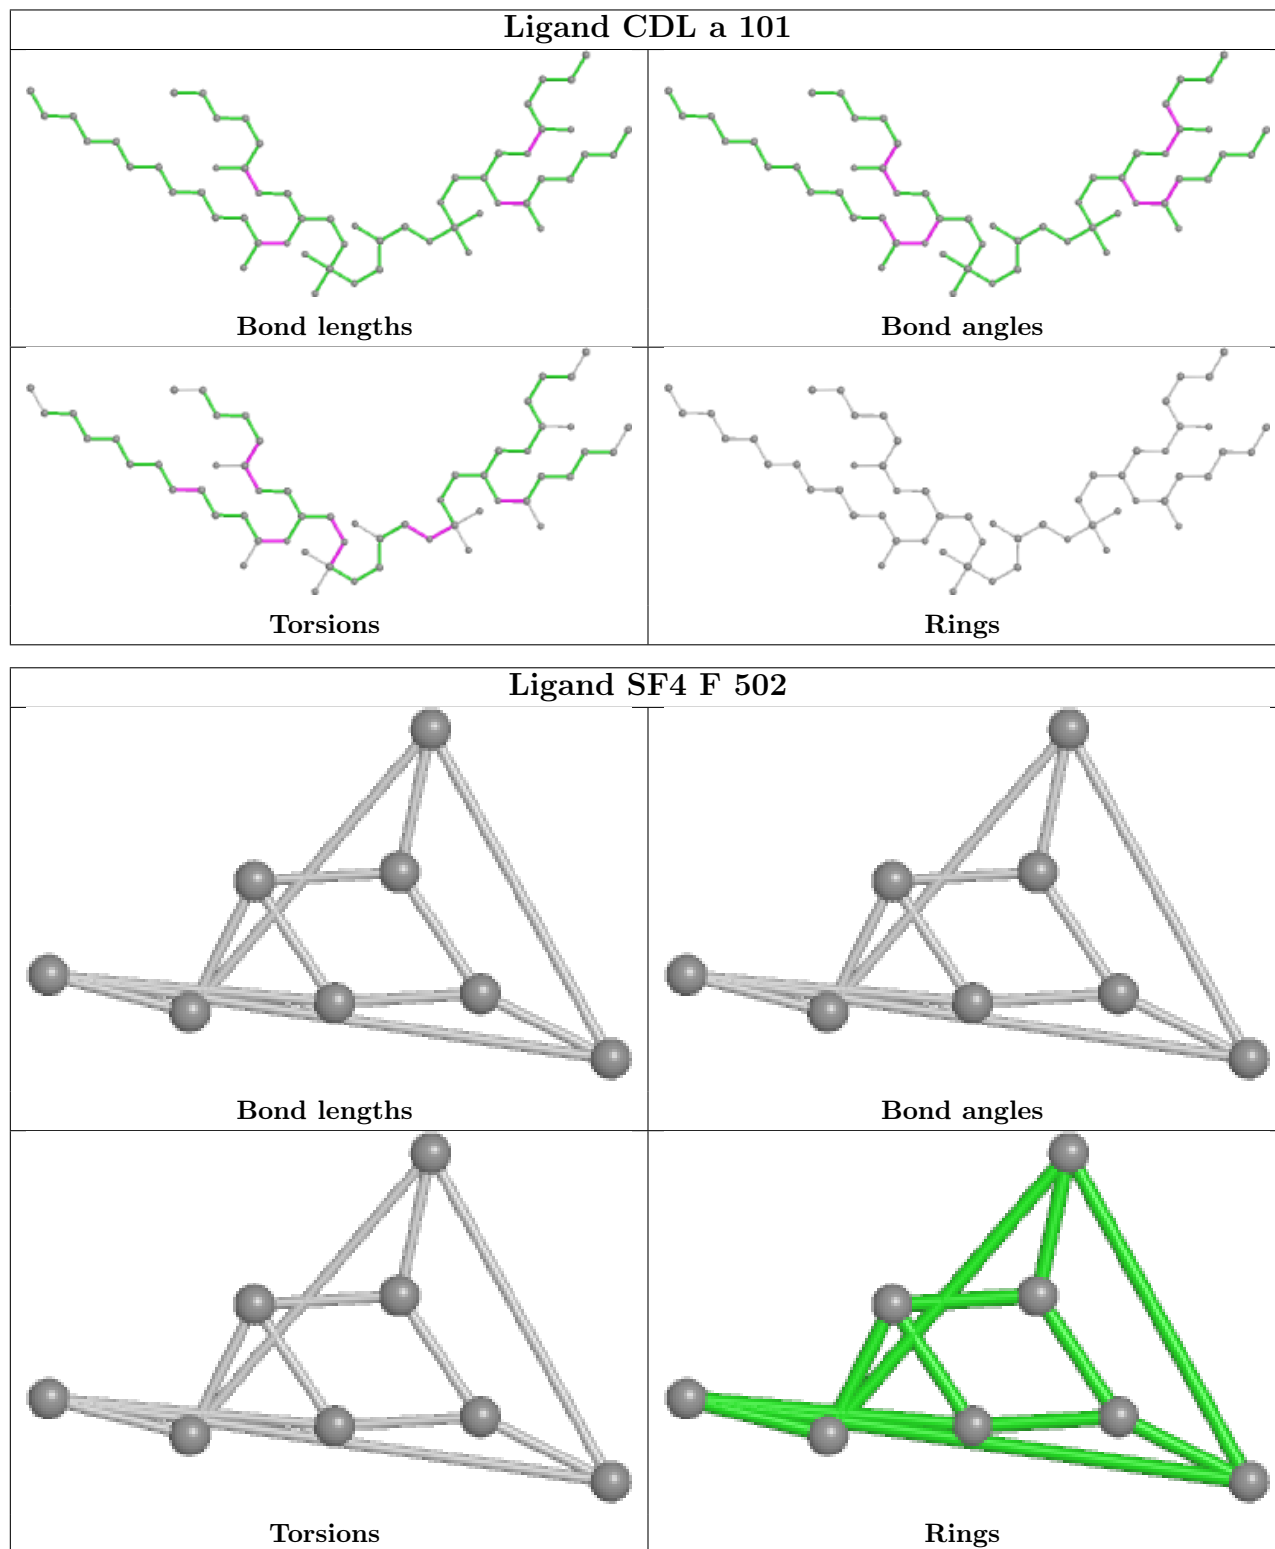 Ligand CDL a 101
Bond lengths
Bond angles
Torsions
Rings
Ligand SF4 F 502
Bond lengths
Bond angles
Torsions
Rings